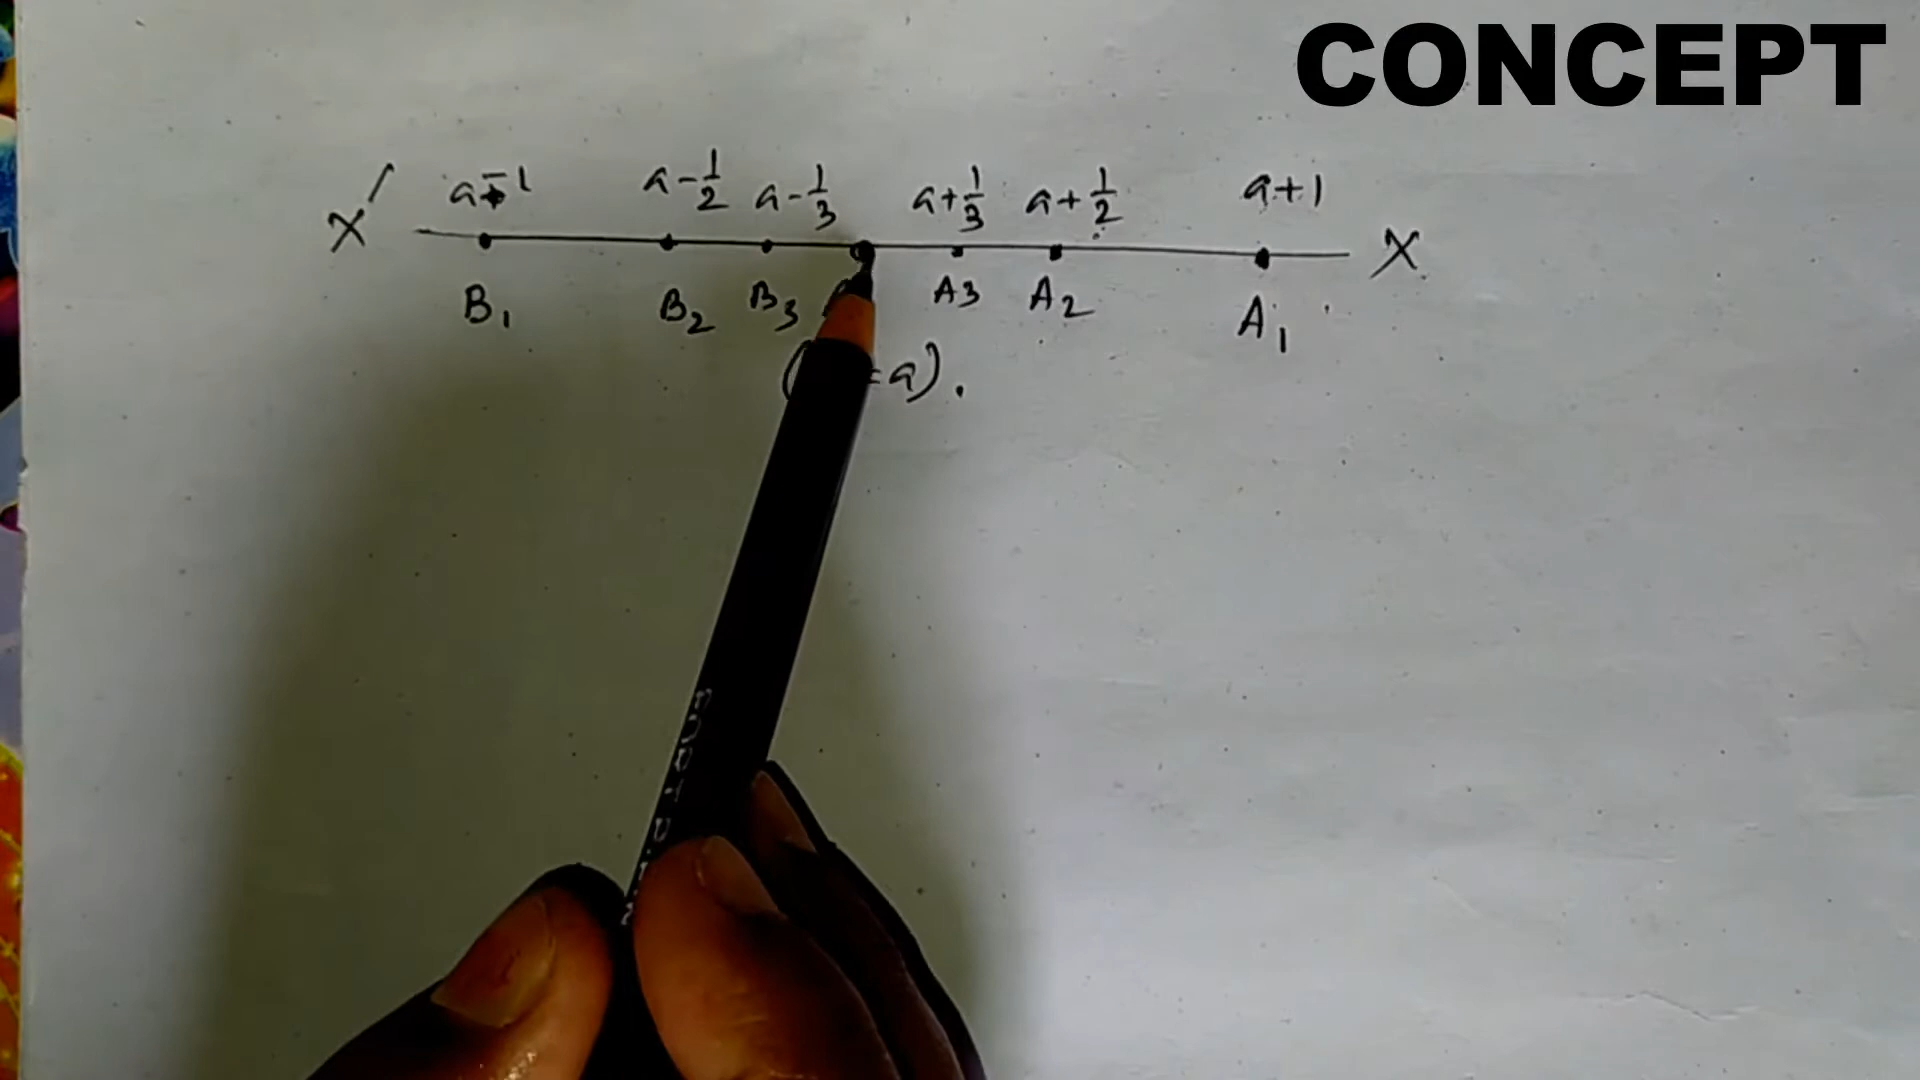 CONCEPT
X′ a-1 a-1/2 a-1/3 a+1/3 a+1/2 a+1 X
B₁ B₂ B₃ A₃ A₂ A₁
( =a).